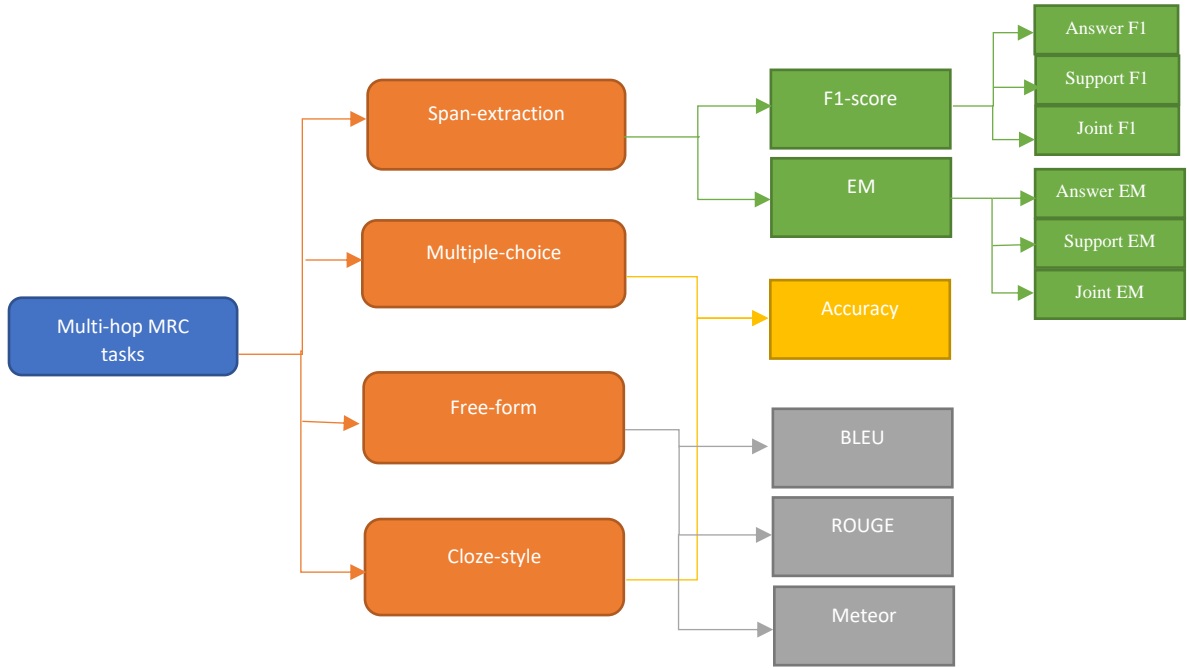 Multi-hop MRC
tasks
Span-extraction
Multiple-choice
Free-form
Cloze-style
F1-score
EM
Accuracy
BLEU
ROUGE
Meteor
Answer F1
Support F1
Joint F1
Answer EM
Support EM
Joint EM